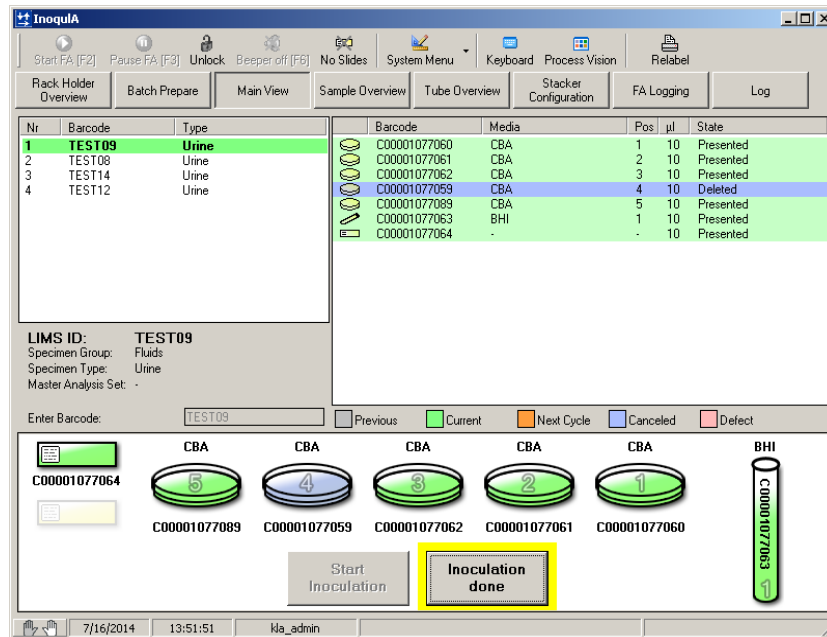 InoqulA
Start FA [F2] Pause FA [F3] Unlock Beeper off [F6] No Slides System Menu Keyboard Process Vision Relabel
Rack Holder Overview Batch Prepare Main View Sample Overview Tube Overview Stacker Configuration FA Logging Log
Nr Barcode Type
1 TEST09 Urine
2 TEST08 Urine
3 TEST14 Urine
4 TEST12 Urine
Barcode Media Pos µl State
C00001077060 CBA 1 10 Presented
C00001077061 CBA 2 10 Presented
C00001077062 CBA 3 10 Presented
C00001077059 CBA 4 10 Deleted
C00001077089 CBA 5 10 Presented
C00001077063 BHI 1 10 Presented
C00001077064 - - 10 Presented
LIMS ID: TEST09
Specimen Group: Fluids
Specimen Type: Urine
Master Analysis Set: -
Enter Barcode: TEST09
Previous Current Next Cycle Canceled Defect
CBA CBA CBA CBA CBA BHI
5 4 3 2 1
C00001077064
C00001077089 C00001077059 C00001077062 C00001077061 C00001077060
C00001077063 1
Start
Inoculation
Inoculation
done
7/16/2014 13:51:51 kla_admin